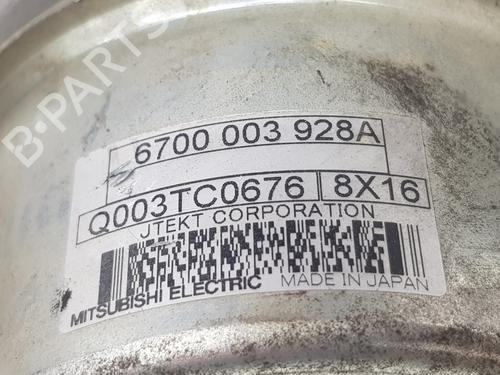 B-PARTS
6700 003 928A
Q003TC0676 8X16
JTEKT CORPORATION
MITSUBISHI ELECTRIC MADE IN JAPAN